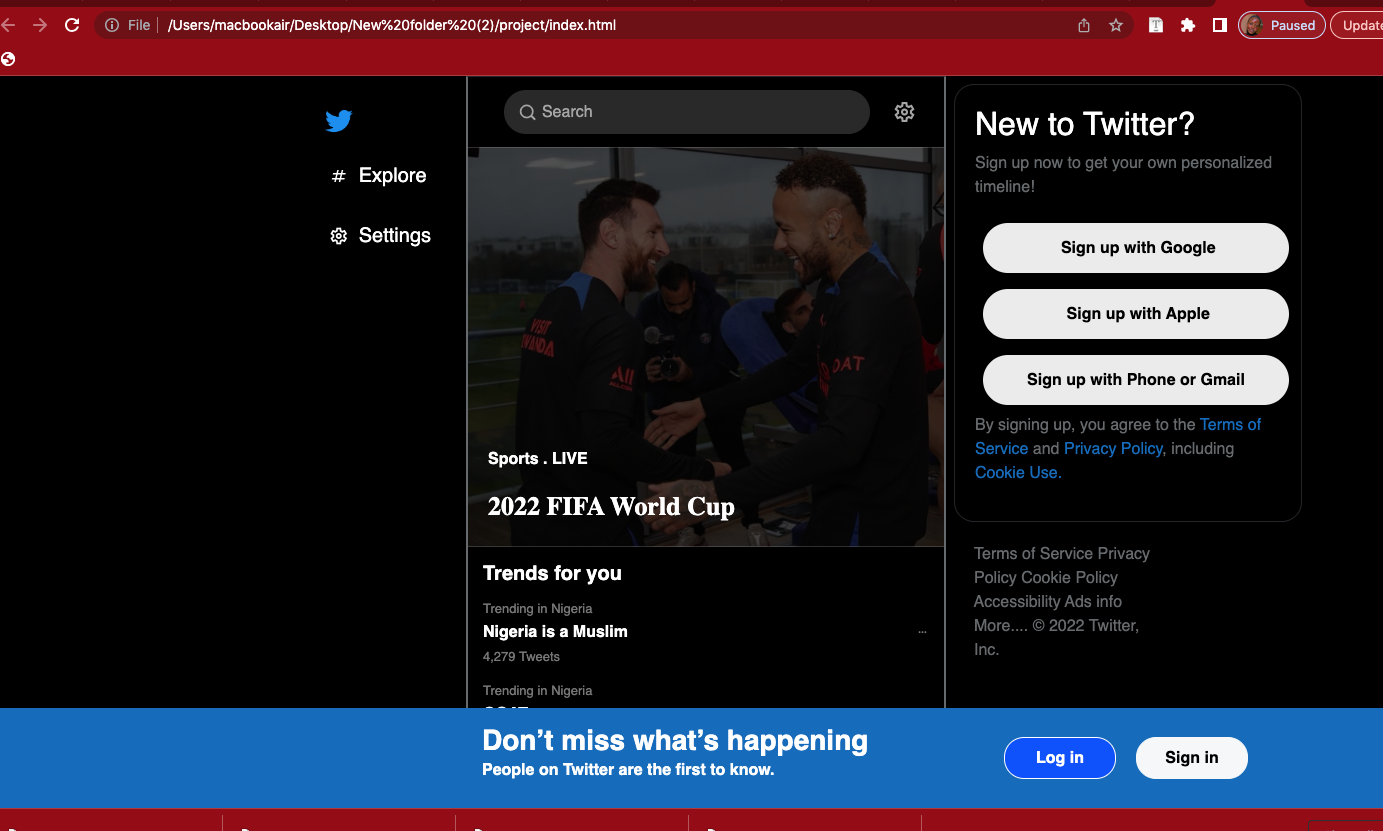 File
/Users/macbookair/Desktop/New%20folder%20(2)/project/index.html
Paused
Search
Explore
Settings
VISIT
ALL
Sports . LIVE
2022 FIFA World Cup
Trends for you
Trending in Nigeria
Nigeria is a Muslim
...
4,279 Tweets
Trending in Nigeria
New to Twitter?
Sign up now to get your own personalized
timeline!
Sign up with Google
Sign up with Apple
Sign up with Phone or Gmail
By signing up, you agree to the Terms of
Service and Privacy Policy, including
Cookie Use.
Terms of Service Privacy
Policy Cookie Policy
Accessibility Ads info
More.... © 2022 Twitter,
Inc.
Don't miss what's happening
People on Twitter are the first to know.
Log in
Sign in